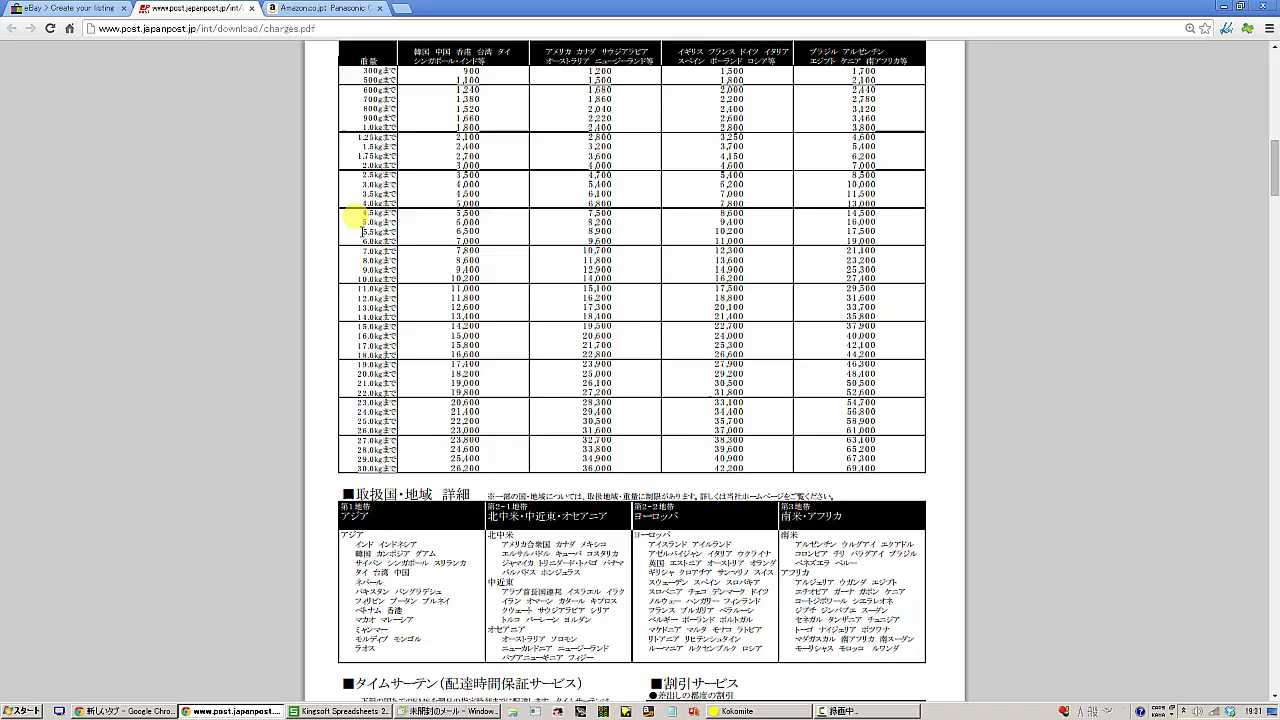 eBay > Create your listing
www.post.japanpost.jp/int/
Amazon.co.jp: Panasonic C
www.post.japanpost.jp/int/download/charges.pdf
重量 韓国 中国 香港 台湾 タイ シンガポール・インド等 アメリカ カナダ サウジアラビア オーストラリア ニュージーランド等 イギリス フランス ドイツ イタリア スペイン ポーランド ロシア等 ブラジル アルゼンチン エジプト ケニア 南アフリカ等
300gまで 900 1,200 1,500 1,700
500gまで 1,100 1,500 1,800 2,100
600gまで 1,240 1,680 2,000 2,440
700gまで 1,380 1,860 2,200 2,780
800gまで 1,520 2,040 2,400 3,120
900gまで 1,660 2,220 2,600 3,460
1.0kgまで 1,800 2,400 2,800 3,800
1.25kgまで 2,100 2,800 3,250 4,600
1.5kgまで 2,400 3,200 3,700 5,400
1.75kgまで 2,700 3,600 4,150 6,200
2.0kgまで 3,000 4,000 4,600 7,000
2.5kgまで 3,500 4,700 5,400 8,500
3.0kgまで 4,000 5,400 6,200 10,000
3.5kgまで 4,500 6,100 7,000 11,500
4.0kgまで 5,000 6,800 7,800 13,000
4.5kgまで 5,500 7,500 8,600 14,500
5.0kgまで 6,000 8,200 9,400 16,000
5.5kgまで 6,500 8,900 10,200 17,500
6.0kgまで 7,000 9,600 11,000 19,000
7.0kgまで 7,800 10,700 12,300 21,100
8.0kgまで 8,600 11,800 13,600 23,200
9.0kgまで 9,400 12,900 14,900 25,300
10.0kgまで 10,200 14,000 16,200 27,400
11.0kgまで 11,000 15,100 17,500 29,500
12.0kgまで 11,800 16,200 18,800 31,600
13.0kgまで 12,600 17,300 20,100 33,700
14.0kgまで 13,400 18,400 21,400 35,800
15.0kgまで 14,200 19,500 22,700 37,900
16.0kgまで 15,000 20,600 24,000 40,000
17.0kgまで 15,800 21,700 25,300 42,100
18.0kgまで 16,600 22,800 26,600 44,200
19.0kgまで 17,400 23,900 27,900 46,300
20.0kgまで 18,200 25,000 29,200 48,400
21.0kgまで 19,000 26,100 30,500 50,500
22.0kgまで 19,800 27,200 31,800 52,600
23.0kgまで 20,600 28,300 33,100 54,700
24.0kgまで 21,400 29,400 34,400 56,800
25.0kgまで 22,200 30,500 35,700 58,900
26.0kgまで 23,000 31,600 37,000 61,000
27.0kgまで 23,800 32,700 38,300 63,100
28.0kgまで 24,600 33,800 39,600 65,200
29.0kgまで 25,400 34,900 40,900 67,300
30.0kgまで 26,200 36,000 42,200 69,400
■取扱国・地域 詳細 ※一部の国・地域については、取扱地域・重量に制限があります。詳しくは当社ホームページをご覧ください。
第1地帯 第2-1地帯 第2-2地帯 第3地帯
アジア 北中米・中近東・オセアニア ヨーロッパ 南米・アフリカ
アジア
インド インドネシア
韓国 カンボジア グアム
サイパン シンガポール スリランカ
タイ 台湾 中国
ネパール
パキスタン バングラデシュ
フィリピン ブータン ブルネイ
ベトナム 香港
マカオ マレーシア
ミャンマー
モルディブ モンゴル
ラオス
北中米
アメリカ合衆国 カナダ メキシコ
エルサルバドル キューバ コスタリカ
ジャマイカ トリニダード・トバゴ パナマ
バルバドス ホンジュラス
中近東
アラブ首長国連邦 イスラエル イラク
イラン オマーン カタール キプロス
クウェート サウジアラビア シリア
トルコ バーレーン ヨルダン
オセアニア
オーストラリア ソロモン
ニューカレドニア ニュージーランド
パプアニューギニア フィジー
ヨーロッパ
アイスランド アイルランド
アゼルバイジャン イタリア ウクライナ
英国 エストニア オーストリア オランダ
ギリシャ クロアチア サンマリノ スイス
スウェーデン スペイン スロバキア
スロベニア チェコ デンマーク ドイツ
ノルウェー ハンガリー フィンランド
フランス ブルガリア ベラルーシ
ベルギー ポーランド ポルトガル
マケドニア マルタ モナコ ラトビア
リトアニア リヒテンシュタイン
ルーマニア ルクセンブルク ロシア
南米
アルゼンチン ウルグアイ エクアドル
コロンビア チリ パラグアイ ブラジル
ベネズエラ ペルー
アフリカ
アルジェリア ウガンダ エジプト
エチオピア ガーナ ガボン ケニア
コートジボワール シエラレオネ
ジブチ ジンバブエ スーダン
セネガル タンザニア チュニジア
トーゴ ナイジェリア ボツワナ
マダガスカル 南アフリカ 南スーダン
モーリシャス モロッコ ルワンダ
■タイムサーテン(配達時間保証サービス) ■割引サービス
●差出しの都度の割引
スタート
新しいタブ - Google Chro...
www.post.japanpost.jp...
Kingsoft Spreadsheets 2...
未開封のメール - Window...
Kokomite
録画中...
19:31